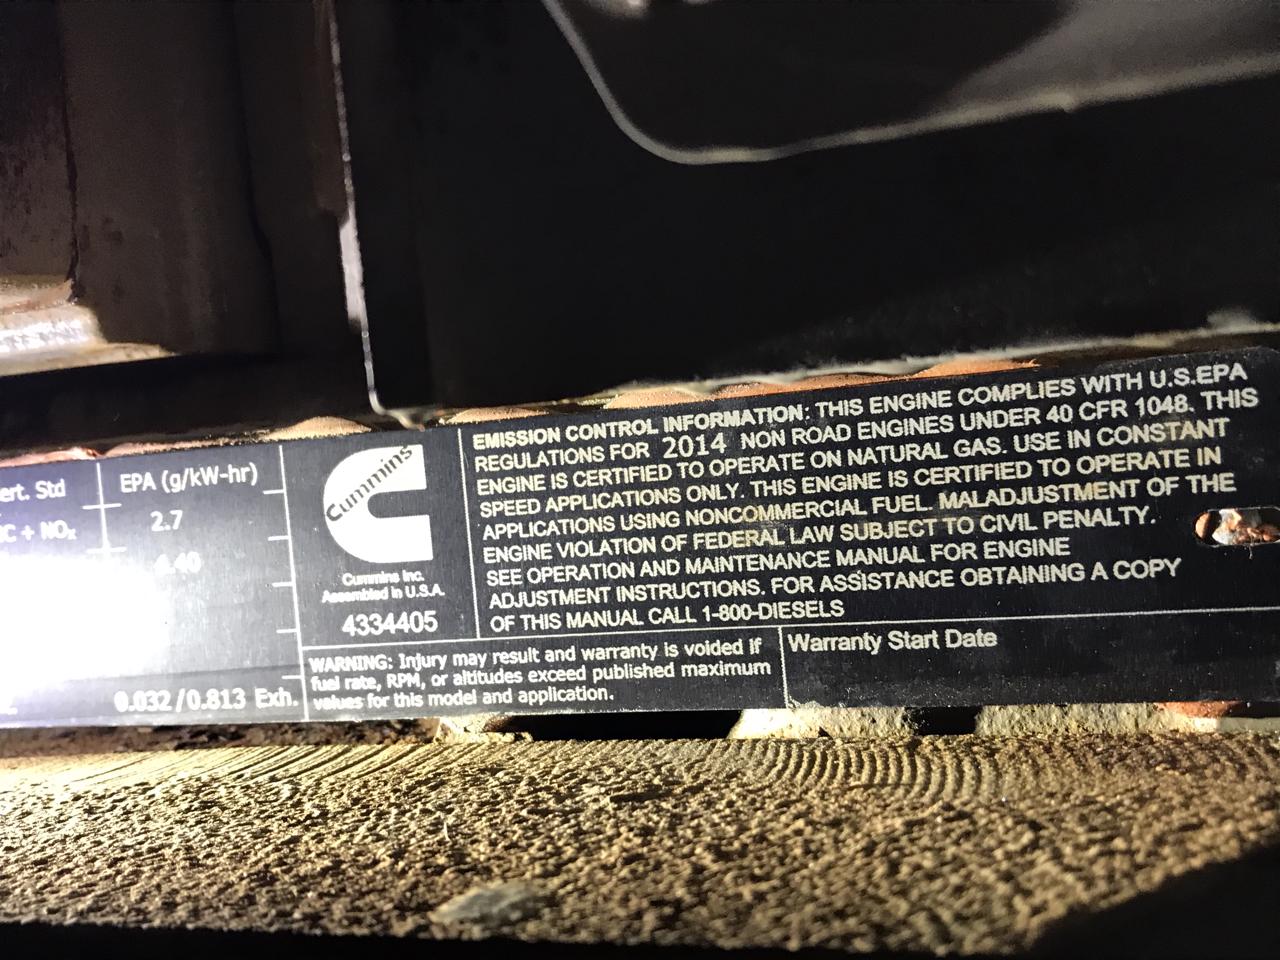 ert. Std
EPA (g/kW-hr)
C + NOx
2.7
4.40
0.032/0.813 Exh.
Cummins
Cummins Inc.
Assembled in U.S.A.
4334405
EMISSION CONTROL INFORMATION: THIS ENGINE COMPLIES WITH U.S.EPA
REGULATIONS FOR 2014 NON ROAD ENGINES UNDER 40 CFR 1048. THIS
ENGINE IS CERTIFIED TO OPERATE ON NATURAL GAS. USE IN CONSTANT
SPEED APPLICATIONS ONLY. THIS ENGINE IS CERTIFIED TO OPERATE IN
APPLICATIONS USING NONCOMMERCIAL FUEL. MALADJUSTMENT OF THE
ENGINE VIOLATION OF FEDERAL LAW SUBJECT TO CIVIL PENALTY.
SEE OPERATION AND MAINTENANCE MANUAL FOR ENGINE
ADJUSTMENT INSTRUCTIONS. FOR ASSISTANCE OBTAINING A COPY
OF THIS MANUAL CALL 1-800-DIESELS
WARNING: Injury may result and warranty is voided if
fuel rate, RPM, or altitudes exceed published maximum
values for this model and application.
Warranty Start Date